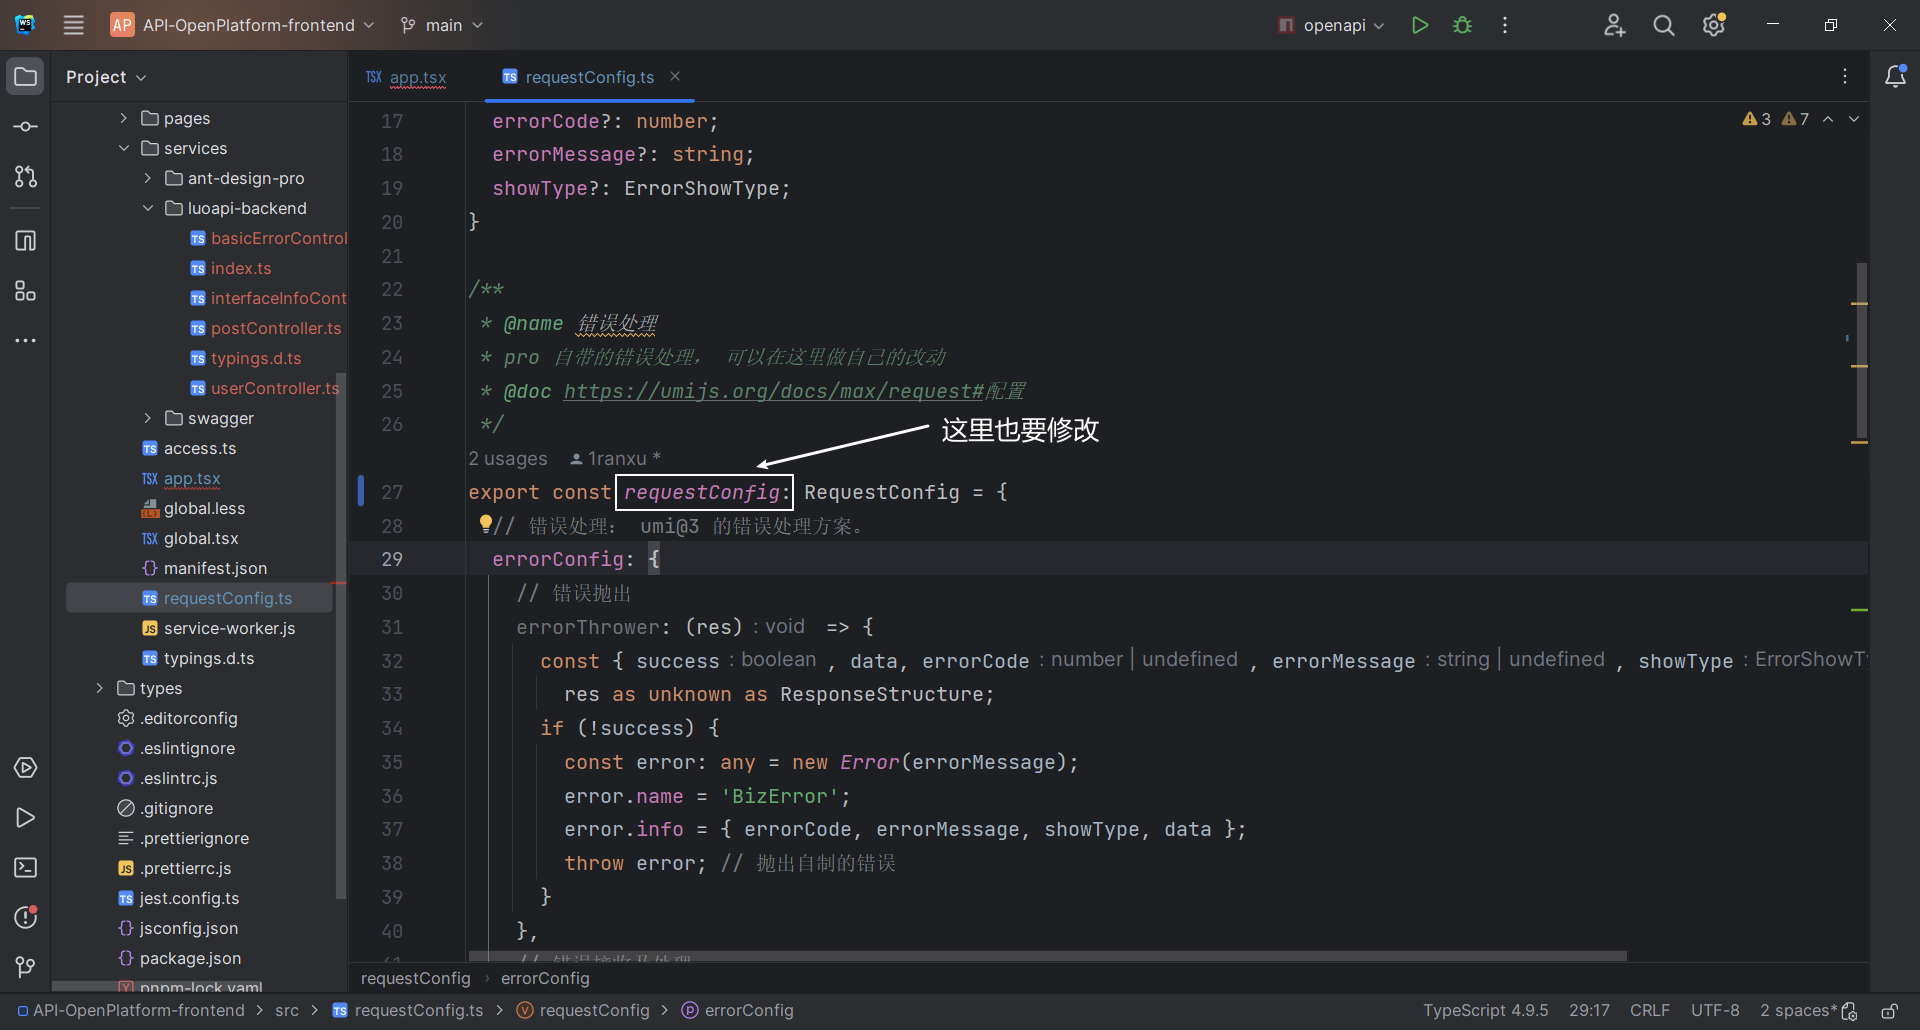 AP API-OpenPlatform-frontend main openapi
Project
app.tsx
requestConfig.ts
pages
services
ant-design-pro
luoapi-backend
basicErrorControl
index.ts
interfaceInfoCont
postController.ts
typings.d.ts
userController.ts
swagger
access.ts
app.tsx
global.less
global.tsx
manifest.json
requestConfig.ts
service-worker.js
typings.d.ts
types
.editorconfig
.eslintignore
.eslintrc.js
.gitignore
.prettierignore
.prettierrc.js
jest.config.ts
jsconfig.json
package.json
pnpm-lock.yaml
3 7
17 errorCode?: number;
18 errorMessage?: string;
19 showType?: ErrorShowType;
20 }
21
22 /**
23 * @name 错误处理
24 * pro 自带的错误处理， 可以在这里做自己的改动
25 * @doc https://umijs.org/docs/max/request#配置
26 */
这里也要修改
2 usages 1ranxu *
27 export const requestConfig: RequestConfig = {
28 // 错误处理： umi@3 的错误处理方案。
29 errorConfig: {
30 // 错误抛出
31 errorThrower: (res) : void => {
32 const { success : boolean , data, errorCode : number | undefined , errorMessage : string | undefined , showType : ErrorShowTy
33 res as unknown as ResponseStructure;
34 if (!success) {
35 const error: any = new Error(errorMessage);
36 error.name = 'BizError';
37 error.info = { errorCode, errorMessage, showType, data };
38 throw error; // 抛出自制的错误
39 }
40 },
41 // 错误接收及处理
requestConfig › errorConfig
API-OpenPlatform-frontend > src > requestConfig.ts > requestConfig > errorConfig
TypeScript 4.9.5 29:17 CRLF UTF-8 2 spaces*